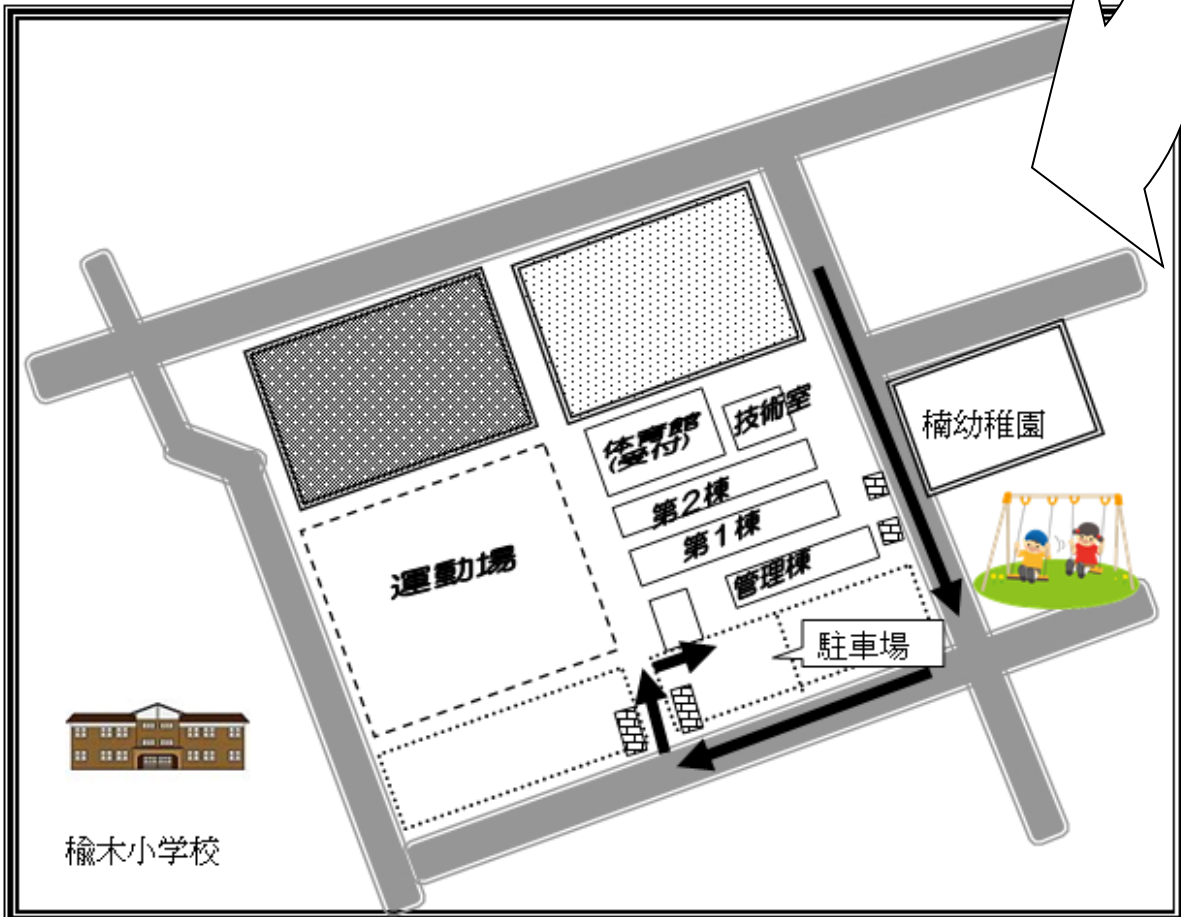 楠幼稚園
技術室
体育館
(受付)
第2棟
第1棟
運動場
管理棟
駐車場
楡木小学校